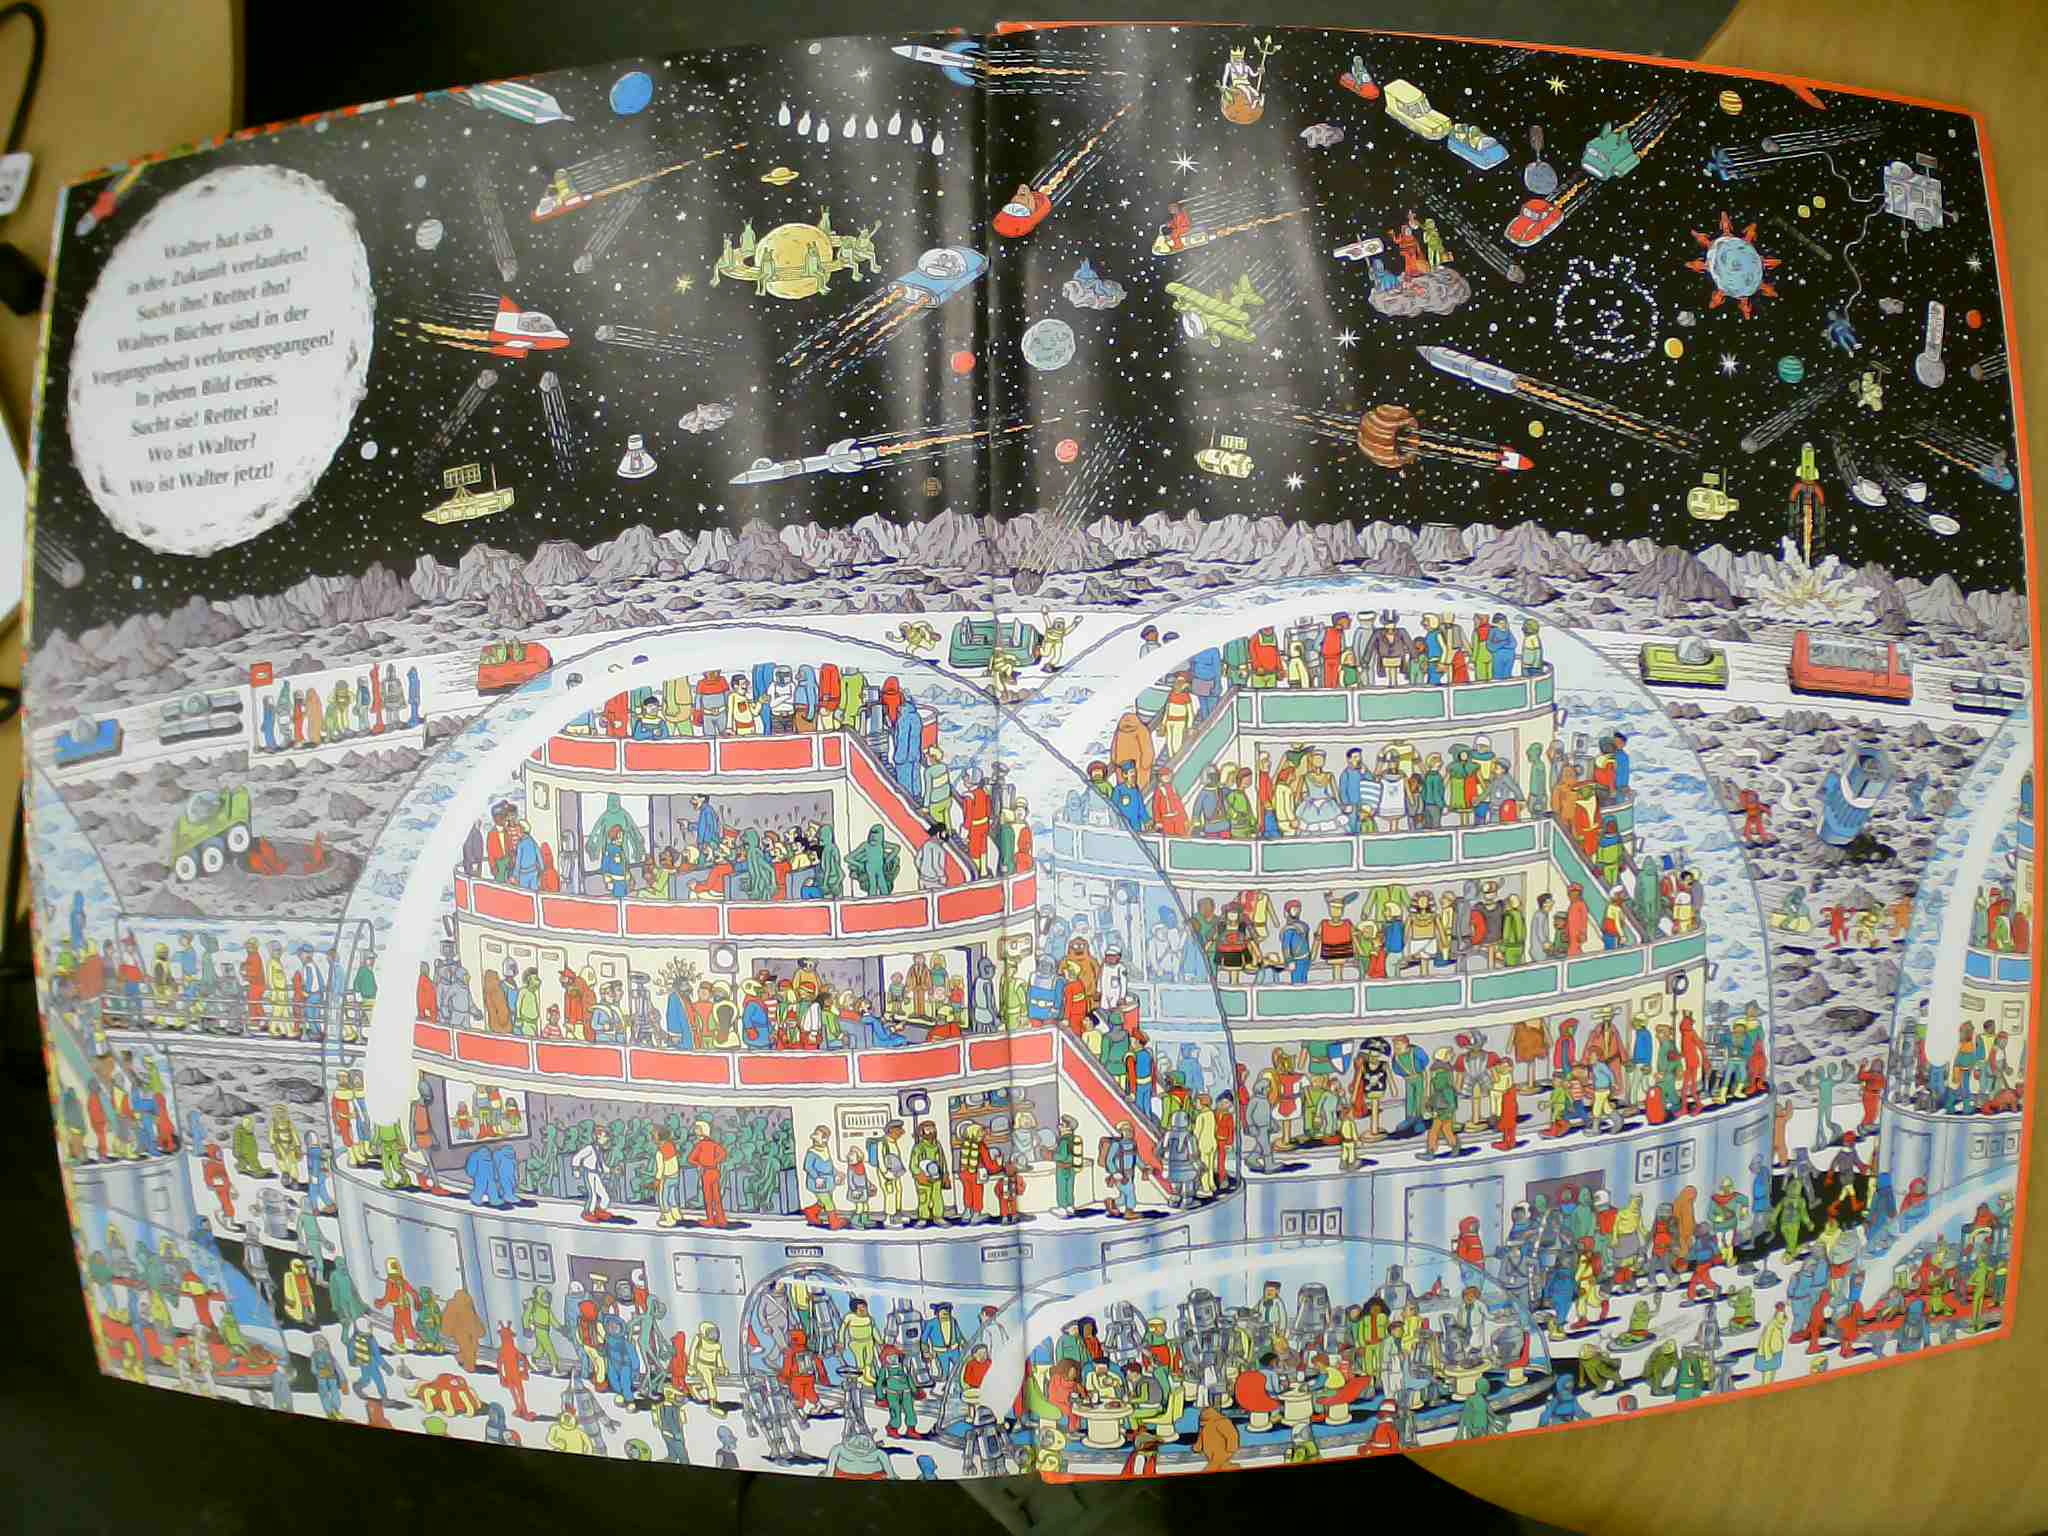 Walter hat sich
in der Zukunft verlaufen!
Sucht ihn! Rettet ihn!
Walters Bücher sind in der
Vergangenheit verlorengegangen!
In jedem Bild eines.
Sucht sie! Rettet sie!
Wo ist Walter?
Wo ist Walter jetzt!